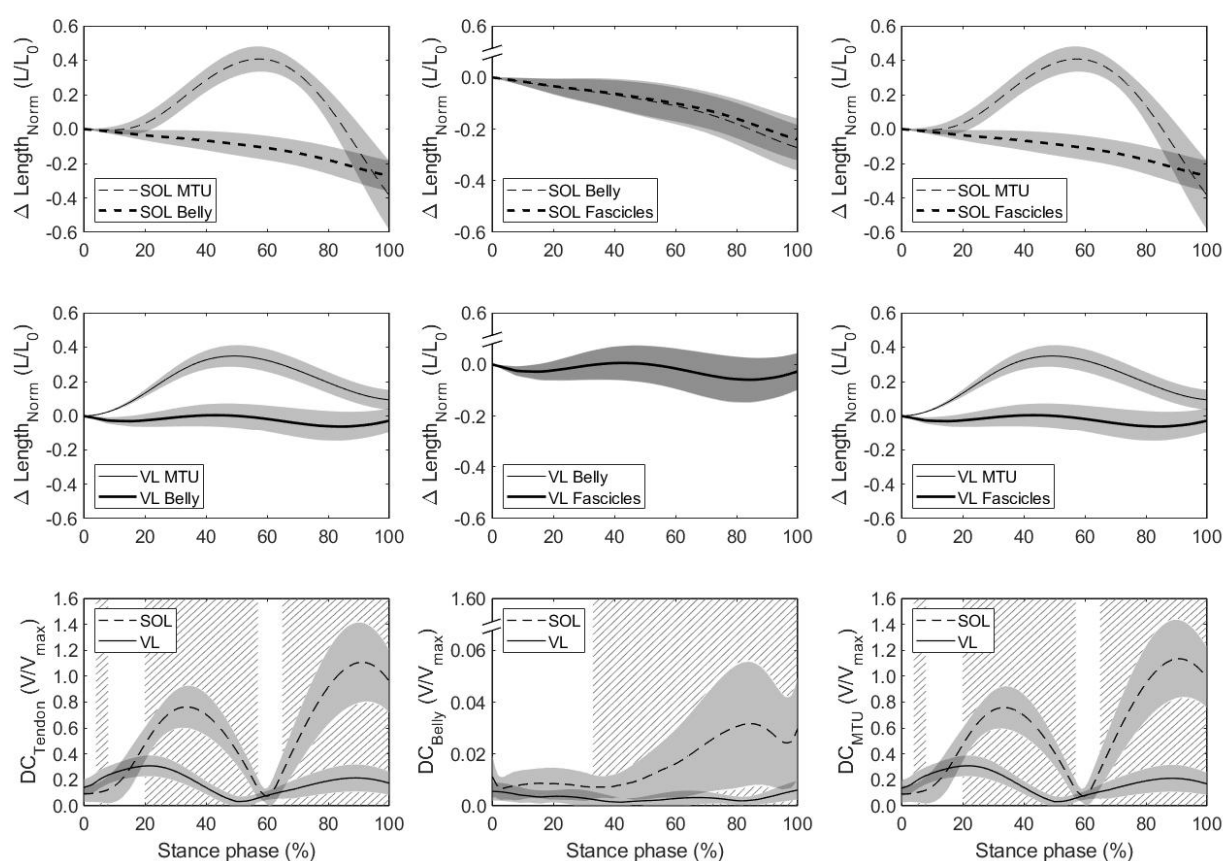 Δ Length_Norm (L/L_0)
0.6
0.4
0.2
0.0
-0.2
-0.4
-0.6
SOL MTU
SOL Belly
0 20 40 60 80 100
Δ Length_Norm (L/L_0)
0.6
0.0
-0.2
-0.4
-0.6
SOL Belly
SOL Fascicles
0 20 40 60 80 100
Δ Length_Norm (L/L_0)
0.6
0.4
0.2
0.0
-0.2
-0.4
-0.6
SOL MTU
SOL Fascicles
0 20 40 60 80 100
Δ Length_Norm (L/L_0)
0.6
0.4
0.2
0.0
-0.2
-0.4
-0.6
VL MTU
VL Belly
0 20 40 60 80 100
Δ Length_Norm (L/L_0)
0.6
0.0
-0.2
-0.4
-0.6
VL Belly
VL Fascicles
0 20 40 60 80 100
Δ Length_Norm (L/L_0)
0.6
0.4
0.2
0.0
-0.2
-0.4
-0.6
VL MTU
VL Fascicles
0 20 40 60 80 100
DC_Tendon (V/V_max)
1.6
1.4
1.2
1.0
0.8
0.6
0.4
0.2
0.0
SOL
VL
0 20 40 60 80 100
Stance phase (%)
DC_Belly (V/V_max)
1.60
0.06
0.04
0.02
0.00
SOL
VL
0 20 40 60 80 100
Stance phase (%)
DC_MTU (V/V_max)
1.6
1.4
1.2
1.0
0.8
0.6
0.4
0.2
0.0
SOL
VL
0 20 40 60 80 100
Stance phase (%)